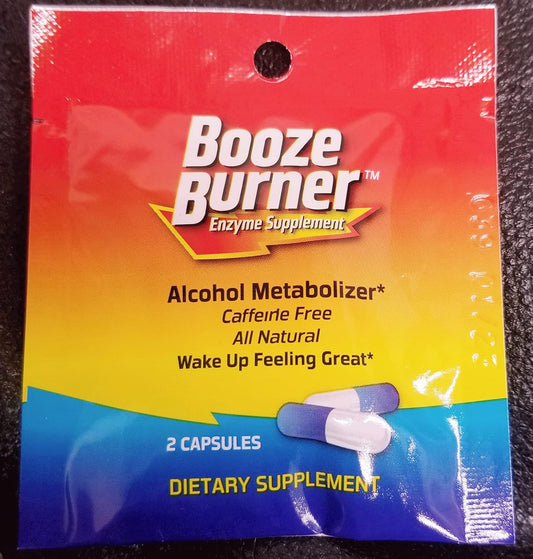 Booze
Burner™
Enzyme Supplement
Alcohol Metabolizer*
Caffeine Free
All Natural
Wake Up Feeling Great*
2 CAPSULES
DIETARY SUPPLEMENT